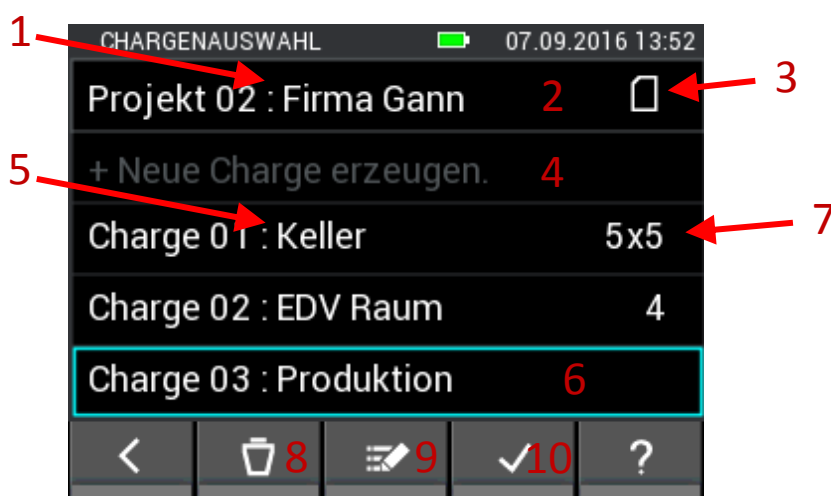 1
CHARGENAUSWAHL 07.09.2016 13:52
Projekt 02 : Firma Gann 2
3
+ Neue Charge erzeugen. 4
5
Charge 01 : Keller 5x5
7
Charge 02 : EDV Raum 4
Charge 03 : Produktion 6
8 9 10 ?